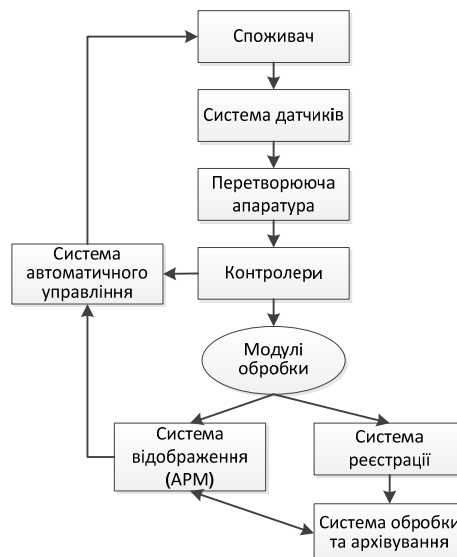 Споживач
Система датчиків
Перетворююча
апаратура
Система
автоматичного
управління
Контролери
Модулі
обробки
Система
відображення
(АРМ)
Система
реєстрації
Система обробки
та архівування